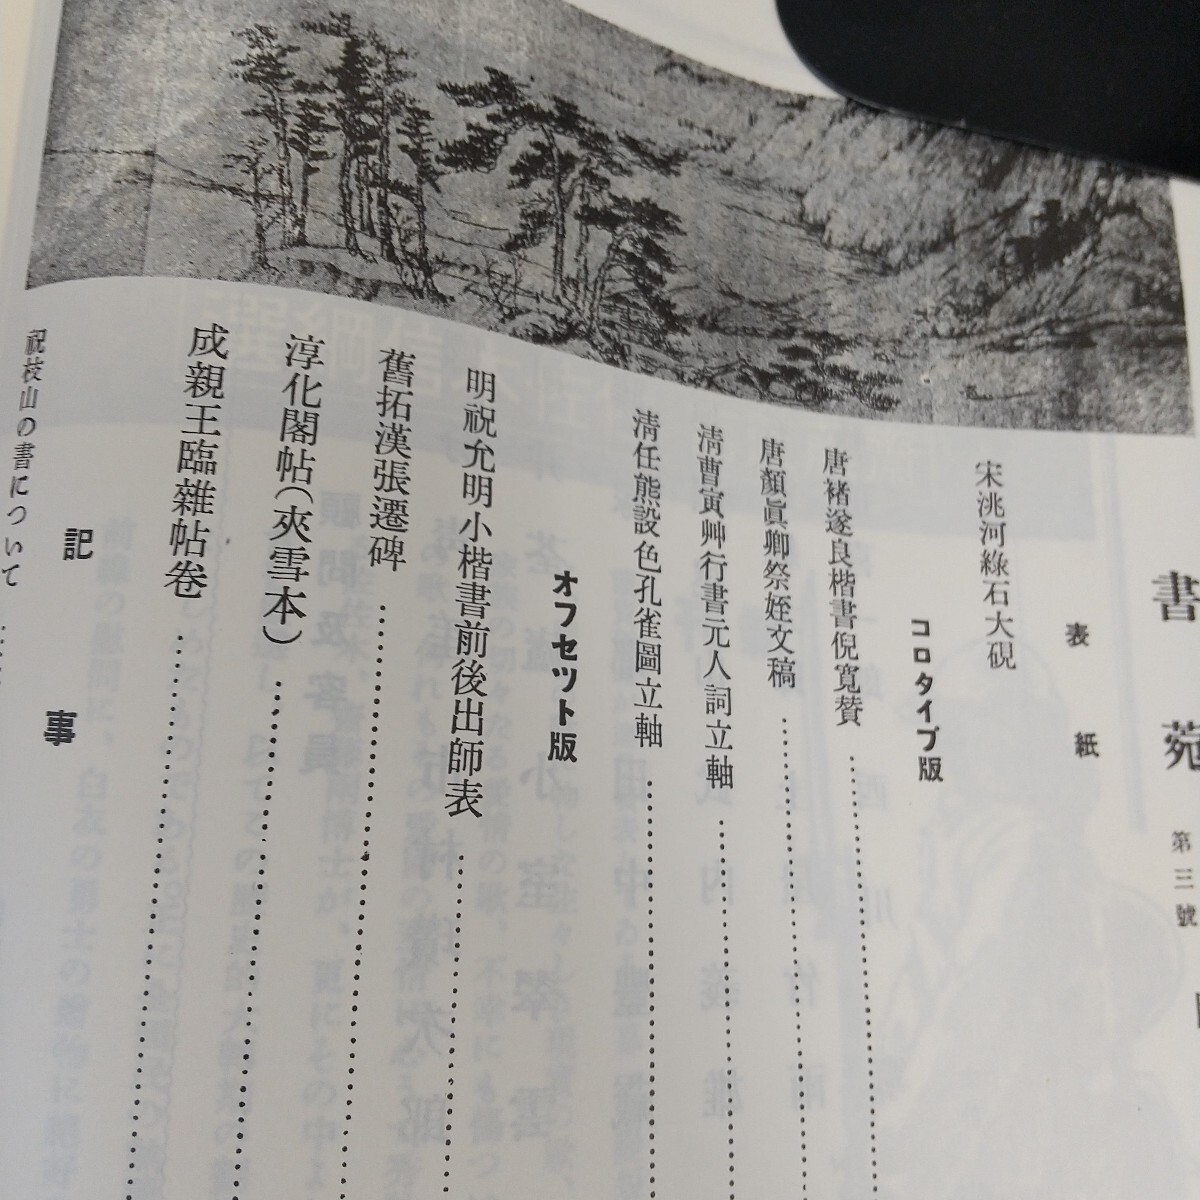 書苑
第三號
表紙
宋洮河綠石大硯
コロタイプ版
唐褚遂良楷書倪寬賛
唐顏眞卿祭姪文稿
淸曹寅艸行書元人詞立軸
淸任熊設色孔雀圖立軸
オフセット版
明祝允明小楷書前後出師表
舊拓漢張遷碑
淳化閣帖(夾雪本)
成親王臨雜帖卷
記事
祝枝山の書について